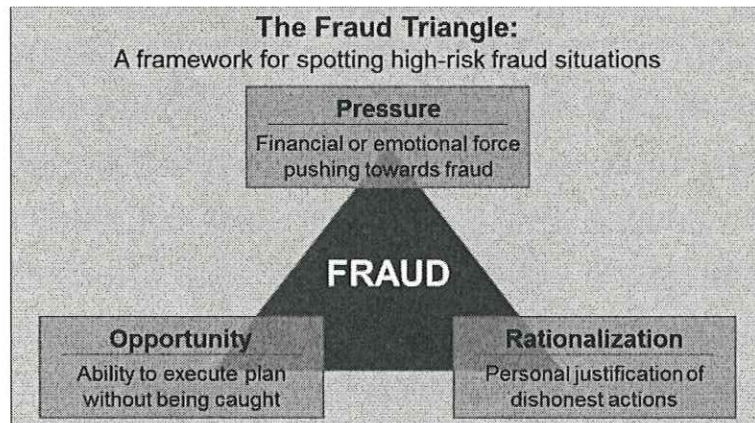 The Fraud Triangle:
A framework for spotting high-risk fraud situations
Pressure
Financial or emotional force
pushing towards fraud
FRAUD
Opportunity
Ability to execute plan
without being caught
Rationalization
Personal justification of
dishonest actions